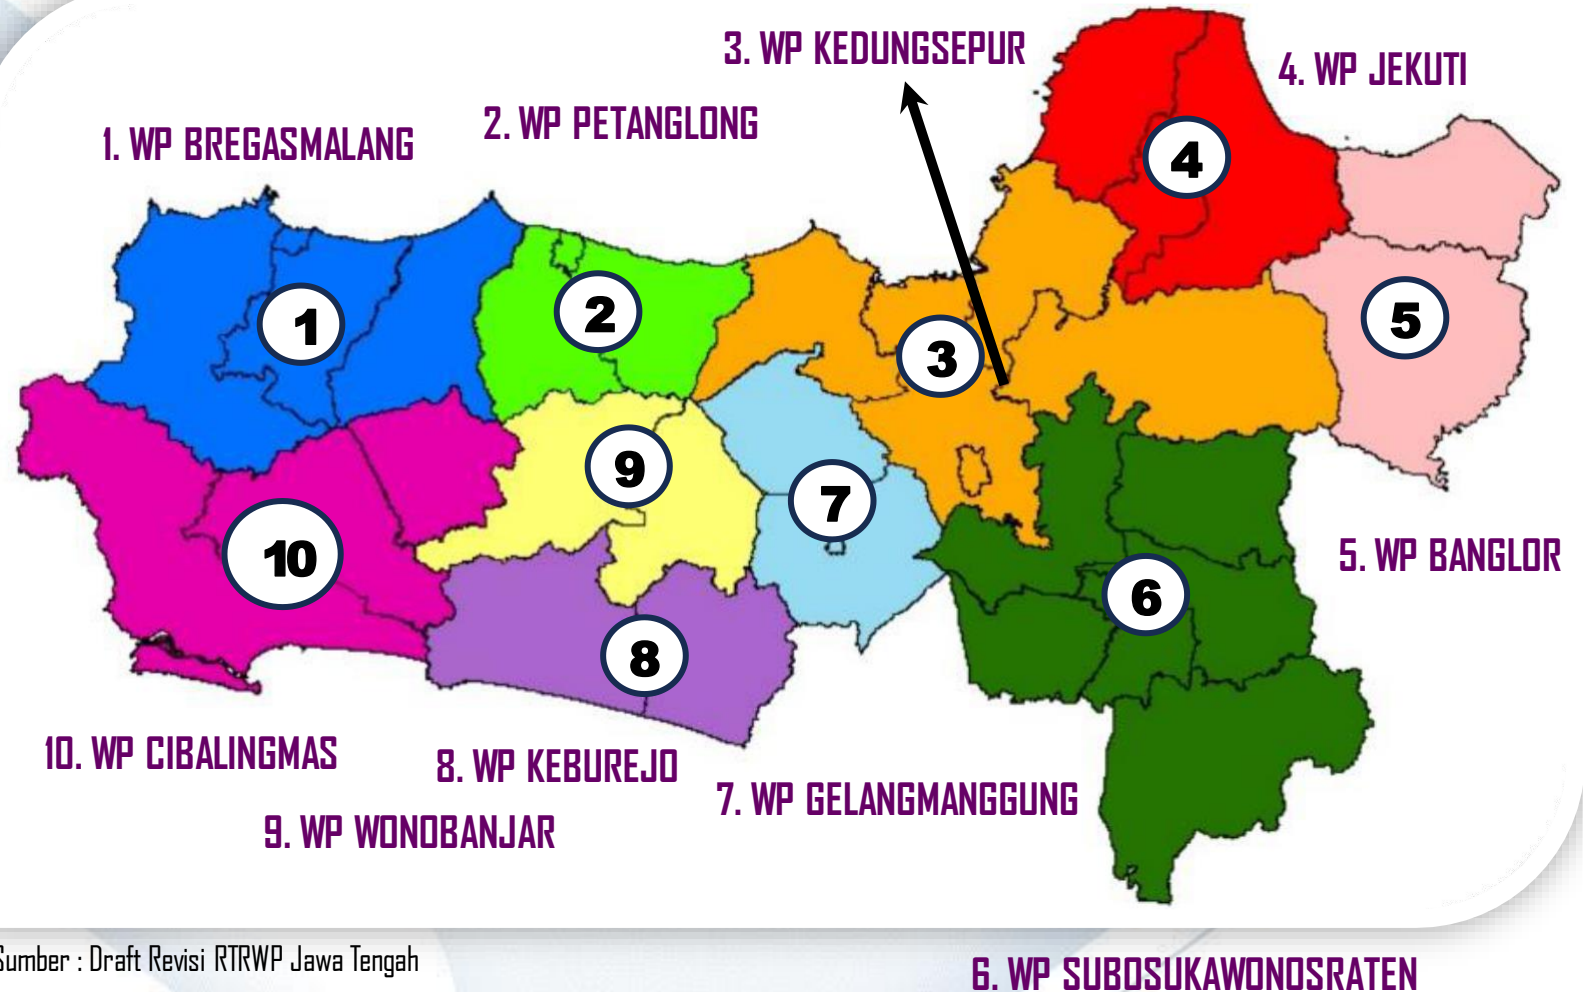 3. WP KEDUNGSEPUR
4. WP JEKUTI
2. WP PETANGLONG
1. WP BREGASMALANG
4
1
2
3
5
9
7
10
6
8
5. WP BANGLOR
10. WP CIBALINGMAS
8. WP KEBUREJO
7. WP GELANGMANGGUNG
9. WP WONOBANJAR
Sumber : Draft Revisi RTRWP Jawa Tengah
6. WP SUBOSUKAWONOSRATEN